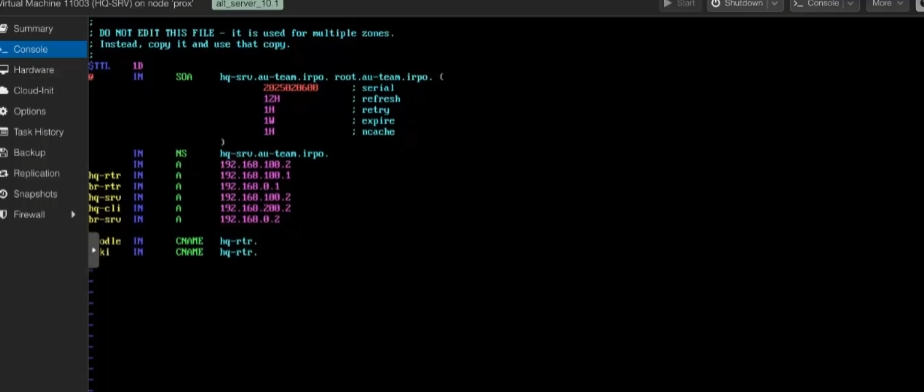 Virtual Machine 11003 (HQ-SRV) on node 'prox' alt_server_10.1 Start Shutdown Console More
Summary
Console
Hardware
Cloud-Init
Options
Task History
Backup
Replication
Snapshots
Firewall
;
; DO NOT EDIT THIS FILE - it is used for multiple zones.
; Instead, copy it and use that copy.
;
$TTL 1D
@ IN SOA hq-srv.au-team.irpo. root.au-team.irpo. (
2025020600 ; serial
12H ; refresh
1H ; retry
1W ; expire
1H ; ncache
)
IN NS hq-srv.au-team.irpo.
IN A 192.168.100.2
hq-rtr IN A 192.168.100.1
br-rtr IN A 192.168.0.1
hq-srv IN A 192.168.100.2
hq-cli IN A 192.168.200.2
br-srv IN A 192.168.0.2
odle IN CNAME hq-rtr.
ki IN CNAME hq-rtr.